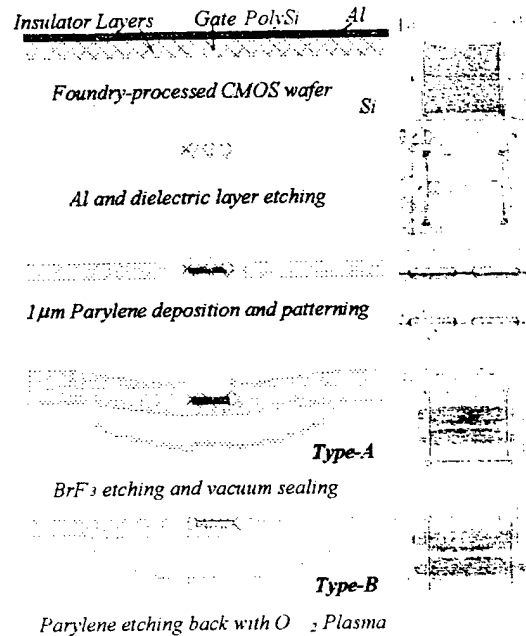 Insulator Layers Gate PolySi Al
Foundry-processed CMOS wafer
Si
Al and dielectric layer etching
1µm Parylene deposition and patterning
Type-A
BrF3 etching and vacuum sealing
Type-B
Parylene etching back with O 2 Plasma